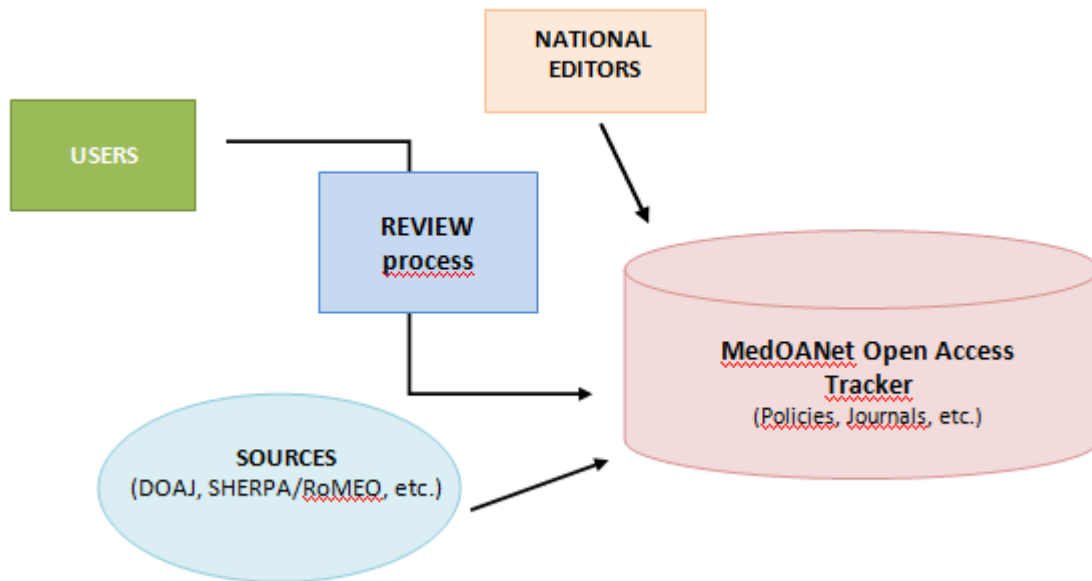 NATIONAL
EDITORS
USERS
REVIEW
process
MedOANet Open Access
Tracker
(Policies, Journals, etc.)
SOURCES
(DOAJ, SHERPA/RoMEO, etc.)